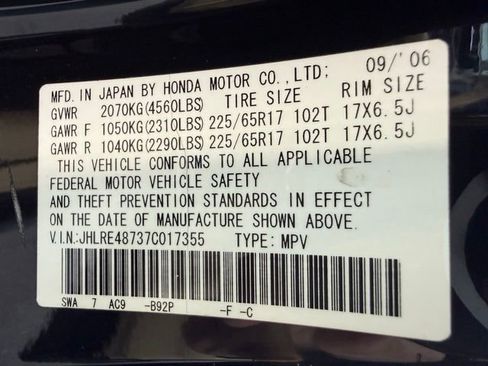 MFD. IN JAPAN BY HONDA MOTOR CO.,LTD; 09/'06
GVWR 2070KG(4560LBS) TIRE SIZE RIM SIZE
GAWR F 1050KG(2310LBS) 225/65R17 102T 17X6.5J
GAWR R 1040KG(2290LBS) 225/65R17 102T 17X6.5J
THIS VEHICLE CONFORMS TO ALL APPLICABLE
FEDERAL MOTOR VEHICLE SAFETY
AND THEFT PREVENTION STANDARDS IN EFFECT
ON THE DATE OF MANUFACTURE SHOWN ABOVE.
V.I.N:JHLRE48737C017355 TYPE: MPV
SWA 7 AC9 -B92P -F -C